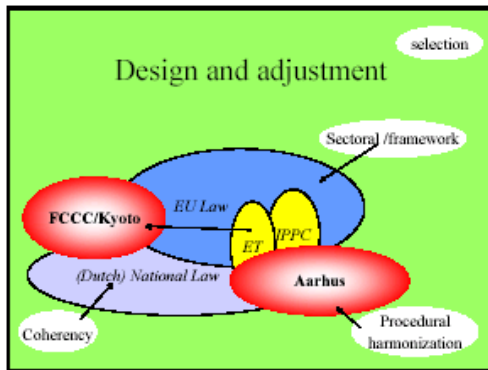 selection
Design and adjustment
Sectoral /framework
EU Law
FCCC/Kyoto
ET
IPPC
(Dutch) National Law
Aarhus
Coherency
Procedural
harmonization